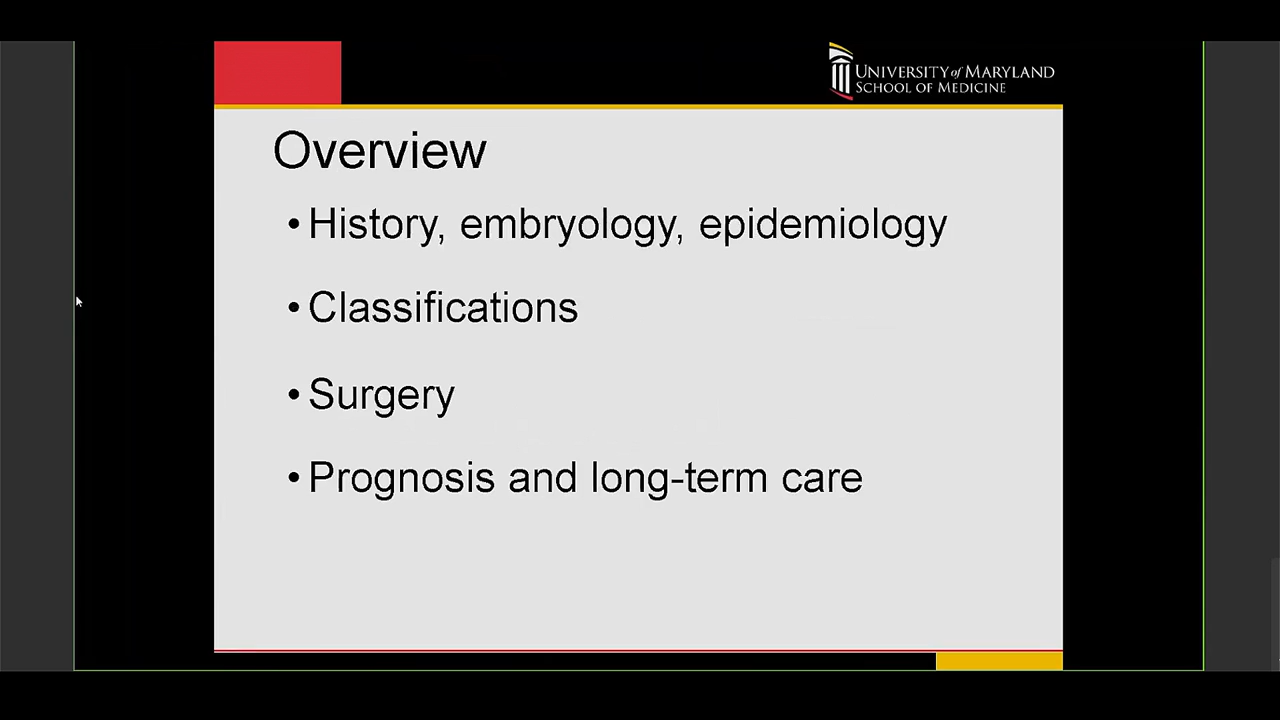 UNIVERSITY of MARYLAND
SCHOOL OF MEDICINE
Overview
• History, embryology, epidemiology
• Classifications
• Surgery
• Prognosis and long-term care